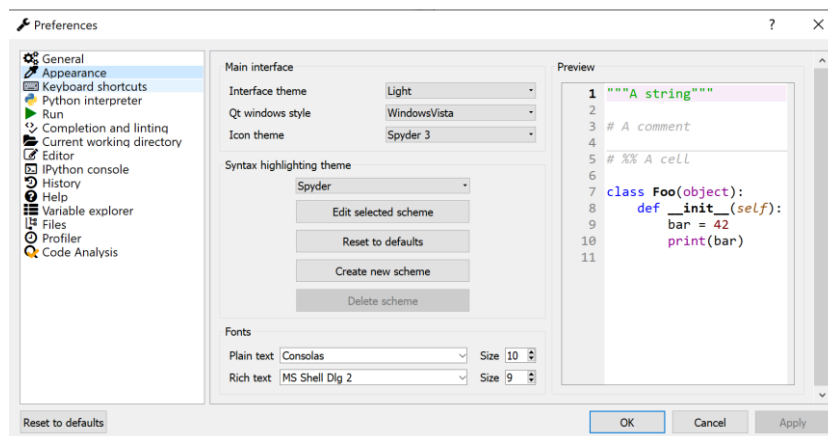 Preferences
?
General
Appearance
Keyboard shortcuts
Python interpreter
Run
Completion and linting
Current working directory
Editor
IPython console
History
Help
Variable explorer
Files
Profiler
Code Analysis
Main interface
Interface theme Light
Qt windows style WindowsVista
Icon theme Spyder 3
Syntax highlighting theme
Spyder
Edit selected scheme
Reset to defaults
Create new scheme
Delete scheme
Fonts
Plain text Consolas Size 10
Rich text MS Shell Dlg 2 Size 9
Preview
1 """A string"""
2
3 # A comment
4
5 # %% A cell
6
7 class Foo(object):
8 def __init__(self):
9 bar = 42
10 print(bar)
11
Reset to defaults
OK Cancel Apply